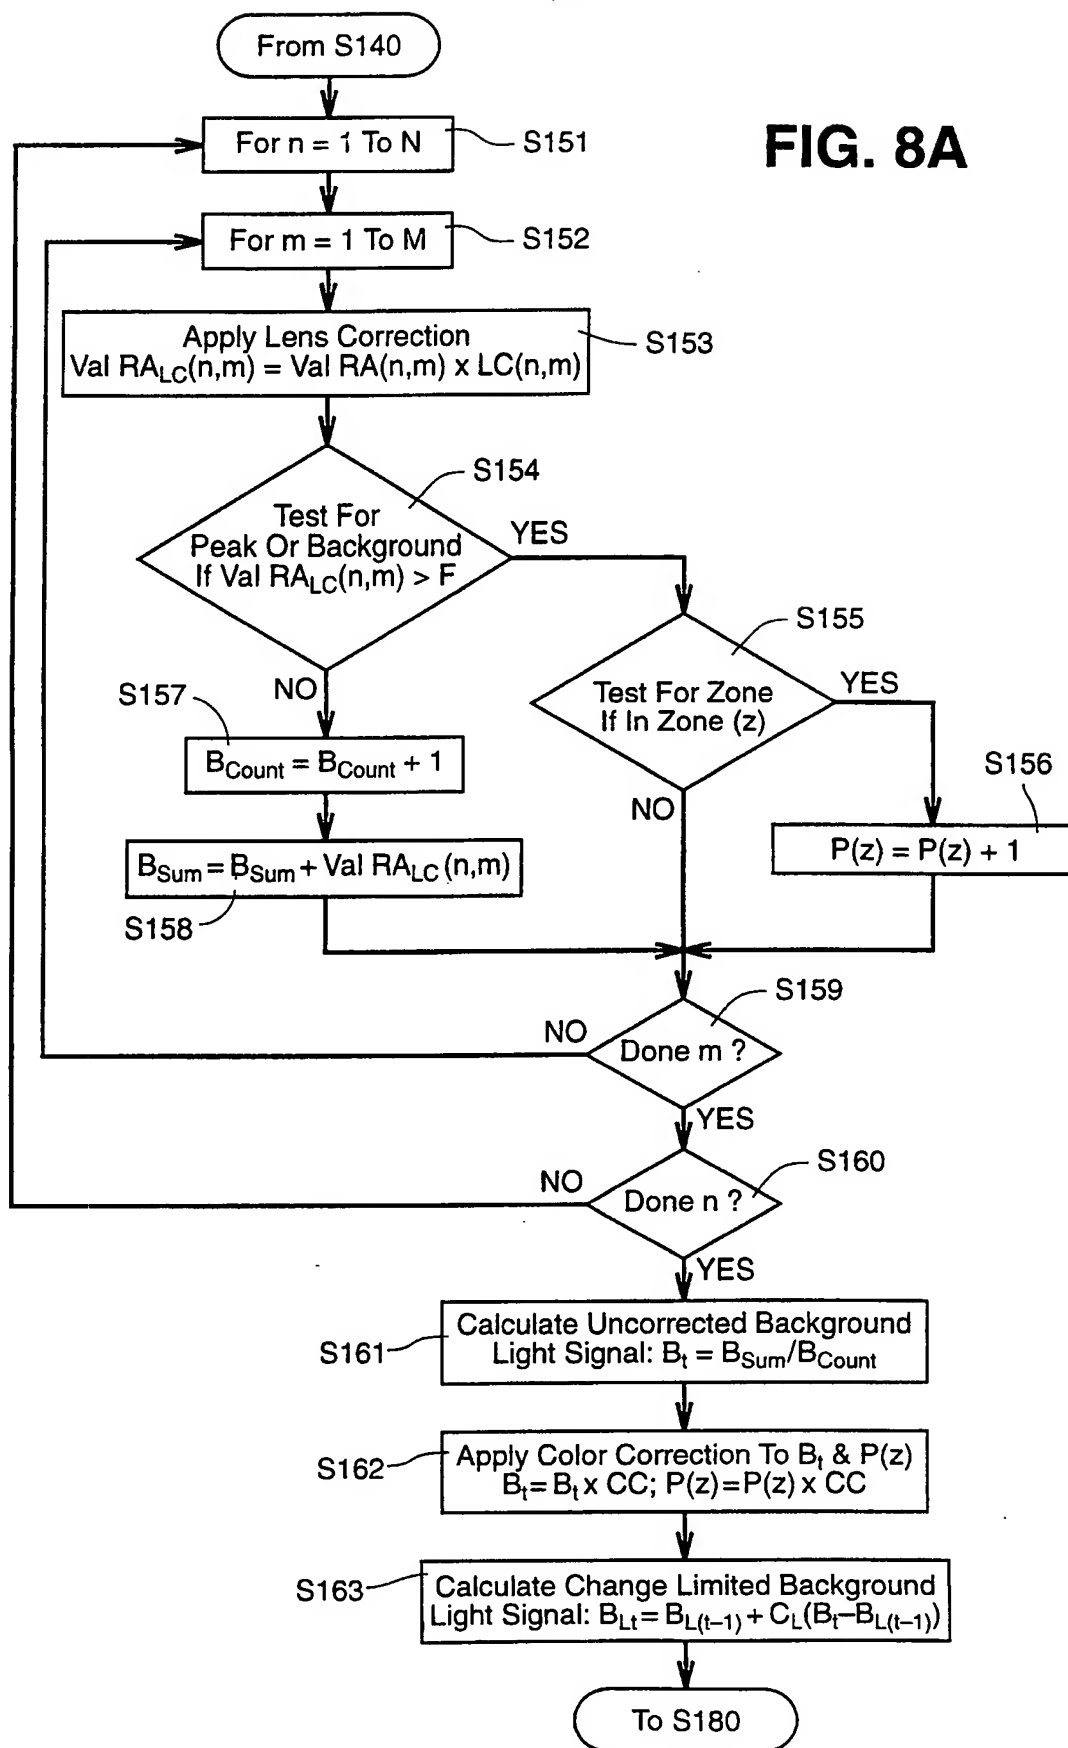 From S140
For n = 1 To N
S151
FIG. 8A
For m = 1 To M
S152
Apply Lens Correction
Val RA_LC(n,m) = Val RA(n,m) x LC(n,m)
S153
S154
Test For
Peak Or Background
If Val RA_LC(n,m) > F
YES
NO
S155
Test For Zone
If In Zone (z)
YES
NO
S156
P(z) = P(z) + 1
S157
B_Count = B_Count + 1
B_Sum = B_Sum + Val RA_LC (n,m)
S158
S159
Done m ?
NO
YES
S160
Done n ?
NO
YES
Calculate Uncorrected Background
Light Signal: B_t = B_Sum/B_Count
S161
Apply Color Correction To B_t & P(z)
B_t = B_t x CC; P(z)=P(z) x CC
S162
S163
Calculate Change Limited Background
Light Signal: B_Lt = B_L(t–1) + C_L(B_t–B_L(t–1))
To S180